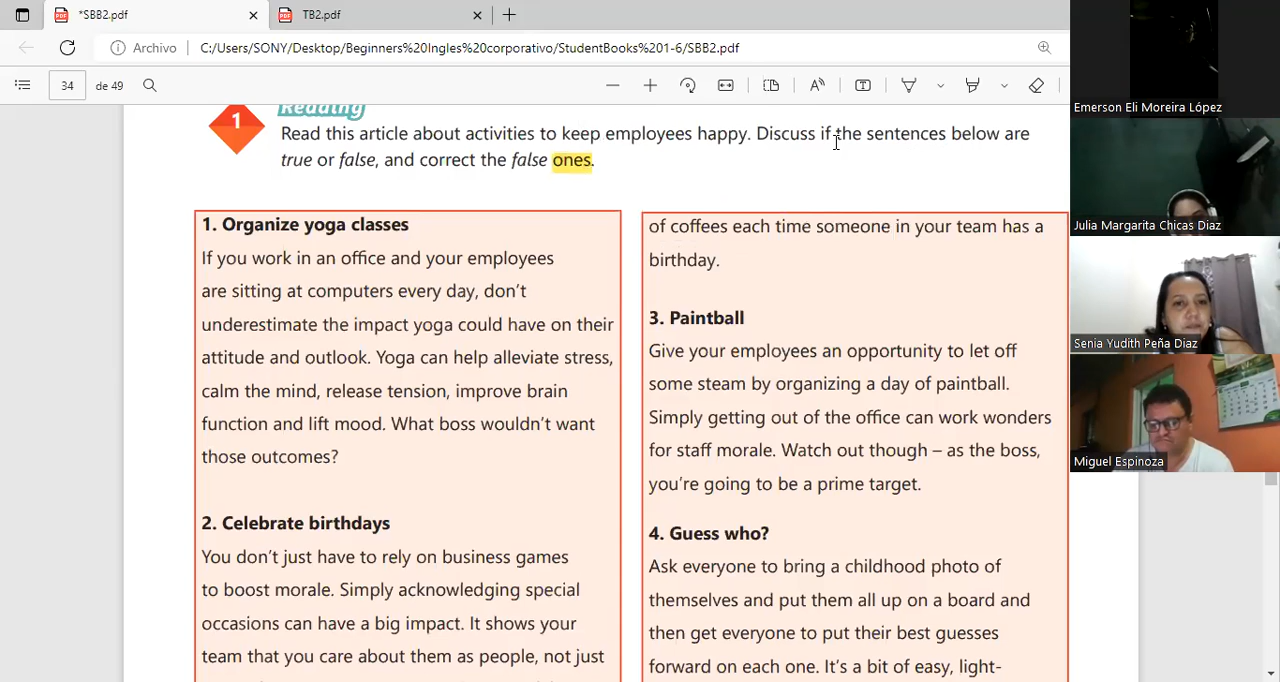 *SBB2.pdf
TB2.pdf
Archivo
C:/Users/SONY/Desktop/Beginners%20Ingles%20corporativo/StudentBooks%201-6/SBB2.pdf
34 de 49
Reading
1
Read this article about activities to keep employees happy. Discuss if the sentences below are
true or false, and correct the false ones.
1. Organize yoga classes
If you work in an office and your employees
are sitting at computers every day, don't
underestimate the impact yoga could have on their
attitude and outlook. Yoga can help alleviate stress,
calm the mind, release tension, improve brain
function and lift mood. What boss wouldn't want
those outcomes?
2. Celebrate birthdays
You don't just have to rely on business games
to boost morale. Simply acknowledging special
occasions can have a big impact. It shows your
team that you care about them as people, not just
of coffees each time someone in your team has a
birthday.
3. Paintball
Give your employees an opportunity to let off
some steam by organizing a day of paintball.
Simply getting out of the office can work wonders
for staff morale. Watch out though – as the boss,
you're going to be a prime target.
4. Guess who?
Ask everyone to bring a childhood photo of
themselves and put them all up on a board and
then get everyone to put their best guesses
forward on each one. It's a bit of easy, light-
Emerson Eli Moreira López
Julia Margarita Chicas Diaz
Senia Yudith Peña Diaz
Miguel Espinoza